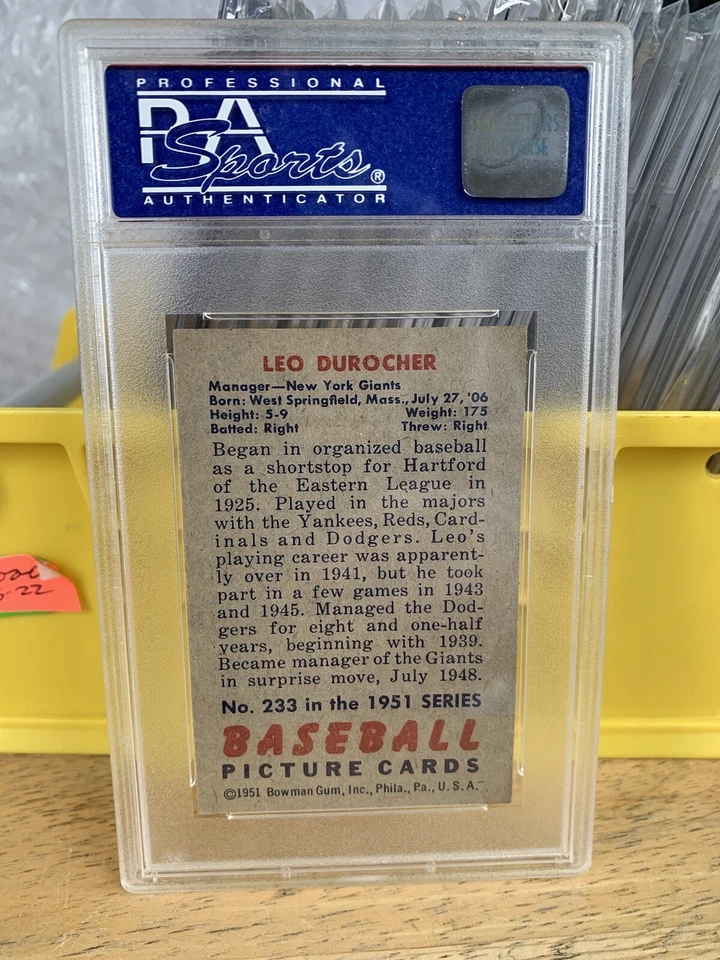 PROFESSIONAL
PSA
Sports®
AUTHENTICATOR
LEO DUROCHER
Manager—New York Giants
Born: West Springfield, Mass., July 27, '06
Height: 5-9 Weight: 175
Batted: Right Threw: Right
Began in organized baseball
as a shortstop for Hartford
of the Eastern League in
1925. Played in the majors
with the Yankees, Reds, Card-
inals and Dodgers. Leo's
playing career was apparent-
ly over in 1941, but he took
part in a few games in 1943
and 1945. Managed the Dod-
gers for eight and one-half
years, beginning with 1939.
Became manager of the Giants
in surprise move, July 1948.
No. 233 in the 1951 SERIES
BASEBALL
PICTURE CARDS
©1951 Bowman Gum, Inc., Phila., Pa., U.S.A.